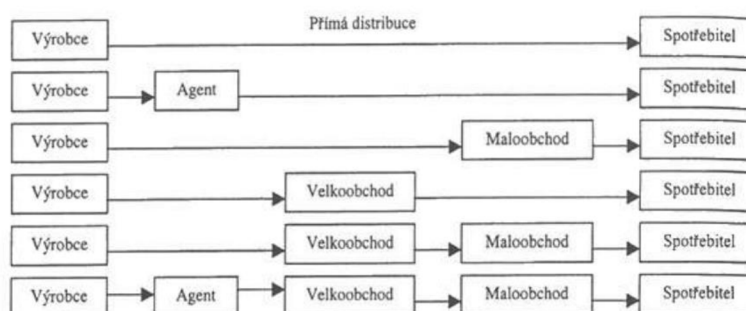 Přímá distribuce
Výrobce Spotřebitel
Výrobce Agent Spotřebitel
Výrobce Maloobchod Spotřebitel
Výrobce Velkoobchod Spotřebitel
Výrobce Velkoobchod Maloobchod Spotřebitel
Výrobce Agent Velkoobchod Maloobchod Spotřebitel